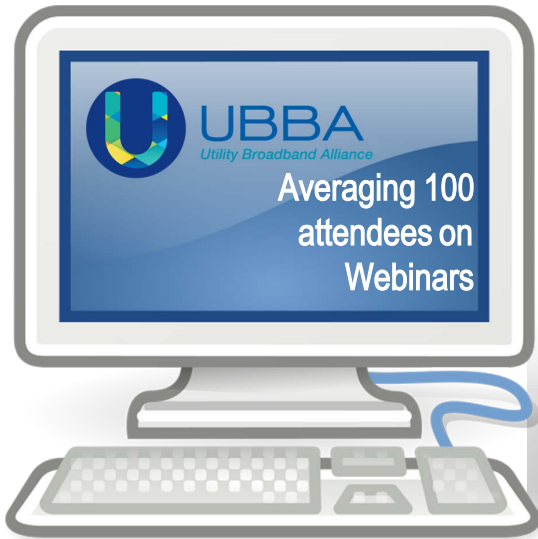 UBBA
Utility Broadband Alliance
Averaging 100
attendees on
Webinars